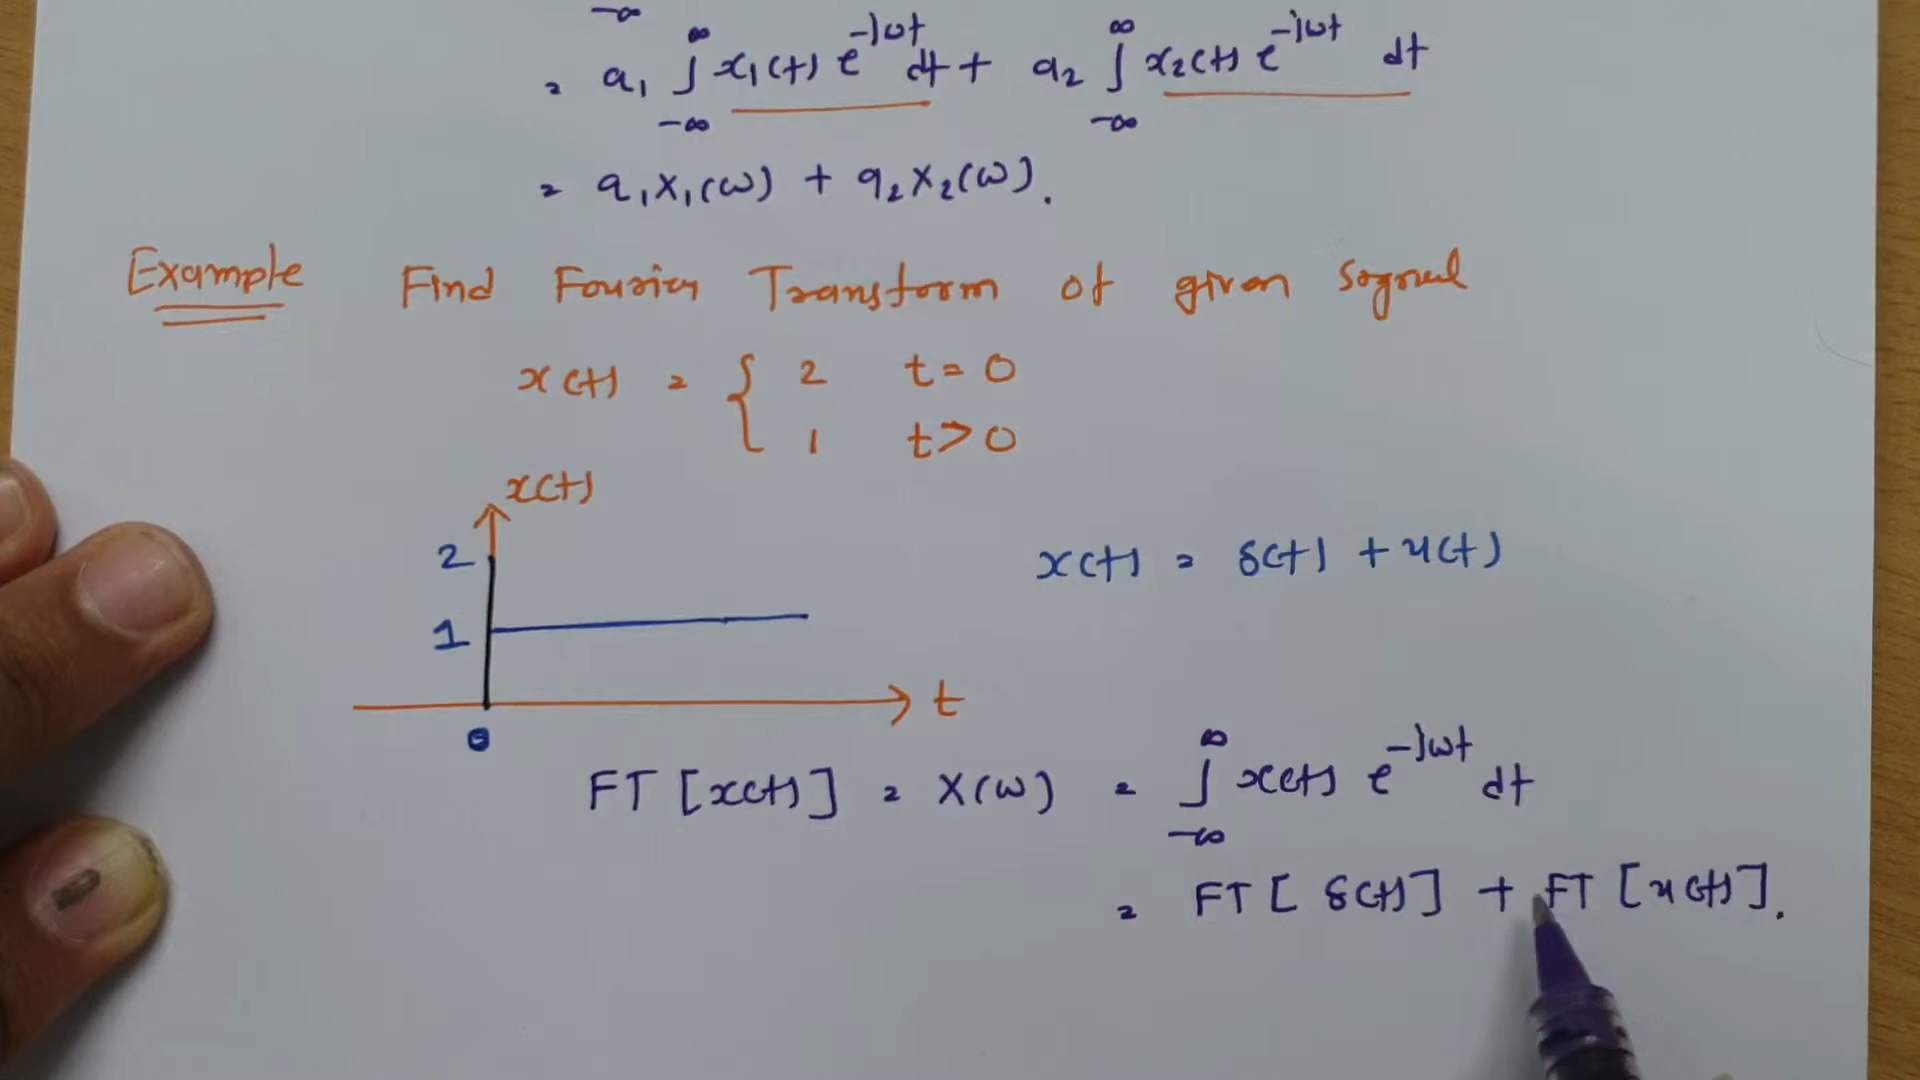 -∞
= a₁ ∫ x₁(t) e^-jωt dt + a₂ ∫ x₂(t) e^-jωt dt
∞ -∞ ∞ -∞
= a₁X₁(ω) + a₂X₂(ω).
Example Find Fourier Transform of given signal
x(t) = { 2 t = 0
1 t > 0
x(t)
2
x(t) = δ(t) + u(t)
1
t
0
FT [x(t)] = X(ω) = ∫ x(t) e^-jωt dt
∞ -∞
= FT [ δ(t) ] + FT [u(t)].